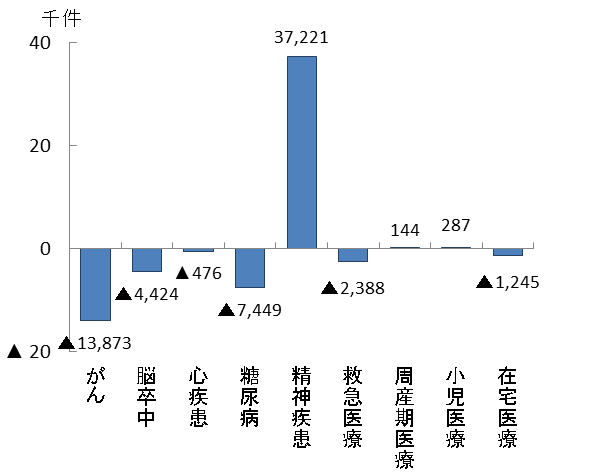 千件
40
20
0
▲ 20
▲13,873
▲4,424
▲476
▲7,449
37,221
▲2,388
144
287
▲1,245
がん
脳卒中
心疾患
糖尿病
精神疾患
救急医療
周産期医療
小児医療
在宅医療